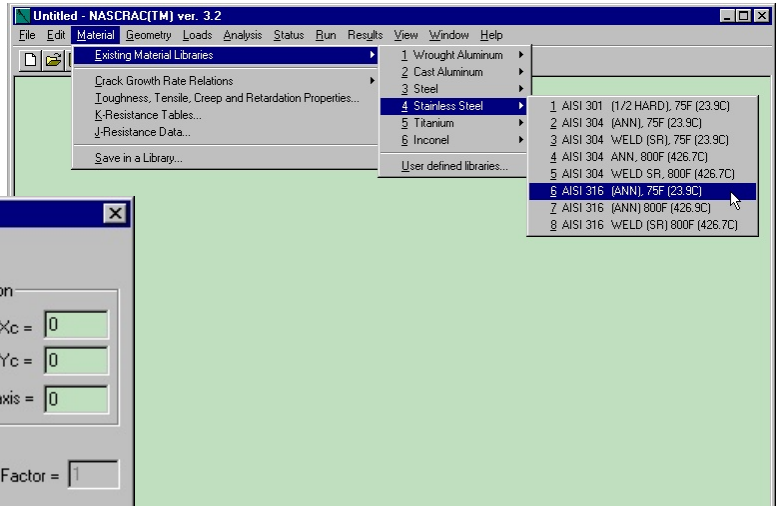 Untitled - NASCRAC(TM) ver. 3.2
File Edit Material Geometry Loads Analysis Status Run Results View Window Help
Existing Material Libraries
Crack Growth Rate Relations
Toughness, Tensile, Creep and Retardation Properties...
K-Resistance Tables...
J-Resistance Data...
Save in a Library...
1 Wrought Aluminum
2 Cast Aluminum
3 Steel
4 Stainless Steel
5 Titanium
6 Inconel
User defined libraries...
1 AISI 301 (1/2 HARD), 75F (23.9C)
2 AISI 304 (ANN), 75F (23.9C)
3 AISI 304 WELD (SR), 75F (23.9C)
4 AISI 304 ANN, 800F (426.7C)
5 AISI 304 WELD SR, 800F (426.7C)
6 AISI 316 (ANN), 75F (23.9C)
7 AISI 316 (ANN) 800F (426.9C)
8 AISI 316 WELD (SR) 800F (426.7C)
on
Xc = 0
Yc = 0
axis = 0
Factor = 1